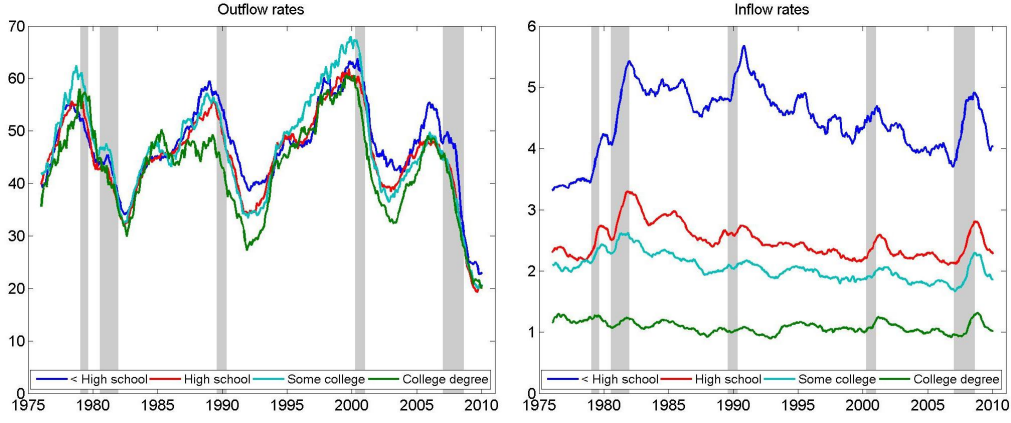 Outflow rates
70
60
50
40
30
20
10
0
< High school High school Some college College degree
1975 1980 1985 1990 1995 2000 2005 2010
Inflow rates
6
5
4
3
2
1
0
< High school High school Some college College degree
1975 1980 1985 1990 1995 2000 2005 2010